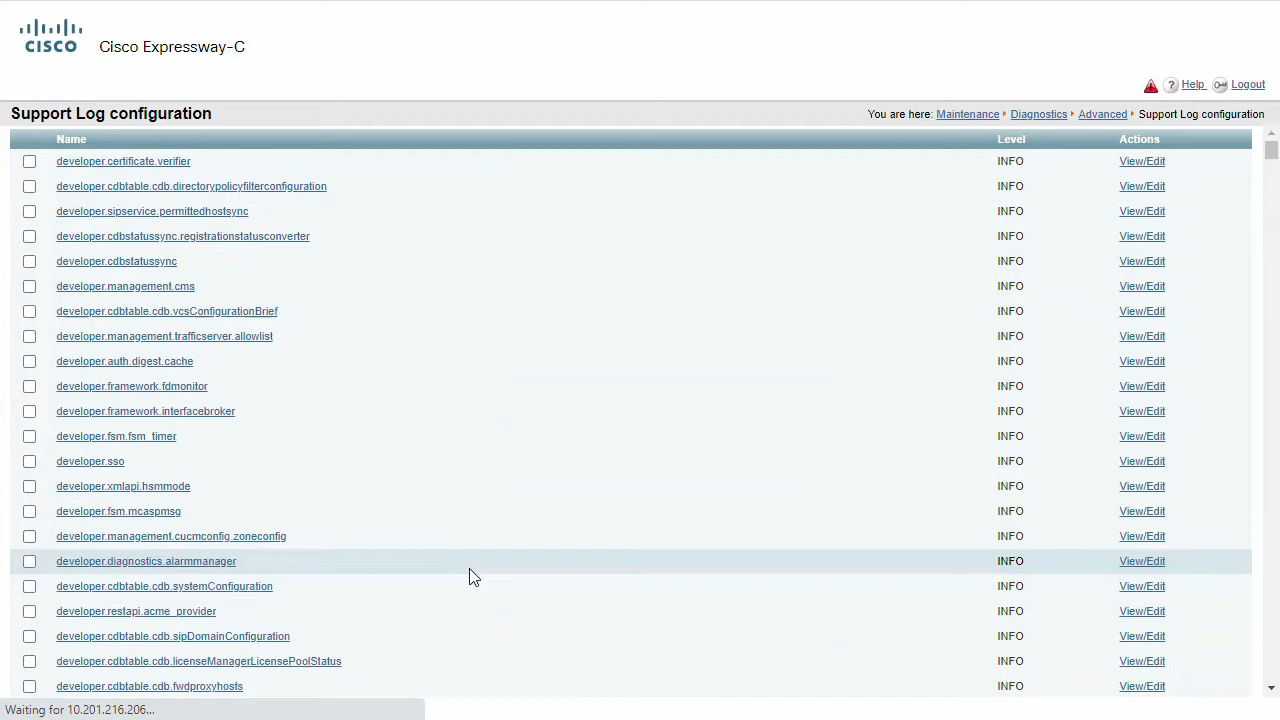 CISCO Cisco Expressway-C
Help Logout
Support Log configuration You are here: Maintenance Diagnostics Advanced Support Log configuration
Name Level Actions
developer.certificate.verifier INFO View/Edit
developer.cdbtable.cdb.directorypolicyfilterconfiguration INFO View/Edit
developer.sipservice.permittedhostsync INFO View/Edit
developer.cdbstatussync.registrationstatusconverter INFO View/Edit
developer.cdbstatussync INFO View/Edit
developer.management.cms INFO View/Edit
developer.cdbtable.cdb.vcsConfigurationBrief INFO View/Edit
developer.management.trafficserver.allowlist INFO View/Edit
developer.auth.digest.cache INFO View/Edit
developer.framework.fdmonitor INFO View/Edit
developer.framework.interfacebroker INFO View/Edit
developer.fsm.fsm_timer INFO View/Edit
developer.sso INFO View/Edit
developer.xmlapi.hsmmode INFO View/Edit
developer.fsm.mcaspmsg INFO View/Edit
developer.management.cucmconfig.zoneconfig INFO View/Edit
developer.diagnostics.alarmmanager INFO View/Edit
developer.cdbtable.cdb.systemConfiguration INFO View/Edit
developer.restapi.acme_provider INFO View/Edit
developer.cdbtable.cdb.sipDomainConfiguration INFO View/Edit
developer.cdbtable.cdb.licenseManagerLicensePoolStatus INFO View/Edit
developer.cdbtable.cdb.fwdproxyhosts INFO View/Edit
Waiting for 10.201.216.206...